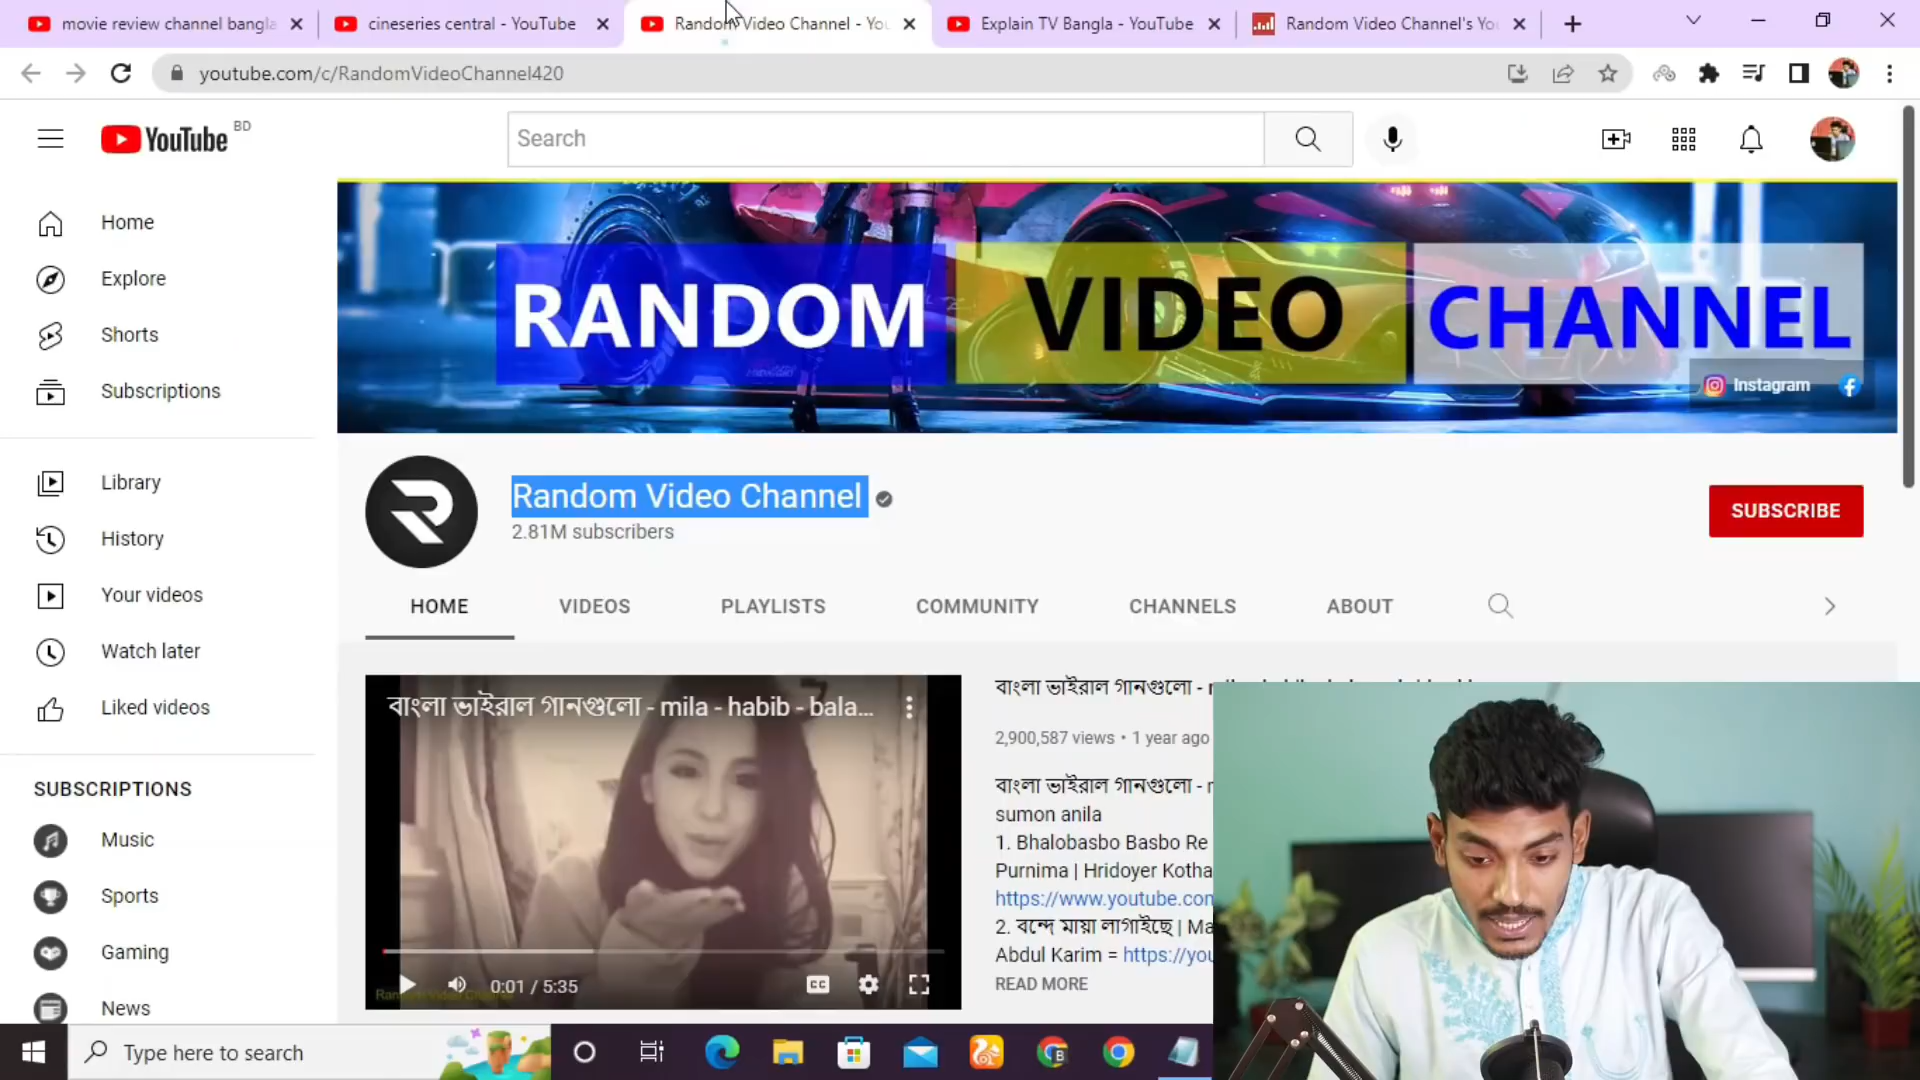 movie review channel bangla
cineseries central - YouTube
Random Video Channel - You
Explain TV Bangla - YouTube
Random Video Channel's Yo
youtube.com/c/RandomVideoChannel420
YouTube BD
Search
Home
Explore
Shorts
Subscriptions
Library
History
Your videos
Watch later
Liked videos
SUBSCRIPTIONS
Music
Sports
Gaming
News
RANDOM VIDEO CHANNEL
Instagram
Random Video Channel
2.81M subscribers
SUBSCRIBE
HOME VIDEOS PLAYLISTS COMMUNITY CHANNELS ABOUT
বাংলা ভাইরাল গানগুলো - mila - habib - bala...
0:01 / 5:35
CC
বাংলা ভাইরাল গানগুলো -
2,900,587 views • 1 year ago
বাংলা ভাইরাল গানগুলো -
sumon anila
1. Bhalobasbo Basbo Re
Purnima | Hridoyer Kotha
https://www.youtube.com
2. বন্দে মায়া লাগাইছে | Ma
Abdul Karim = https://you
READ MORE
Type here to search